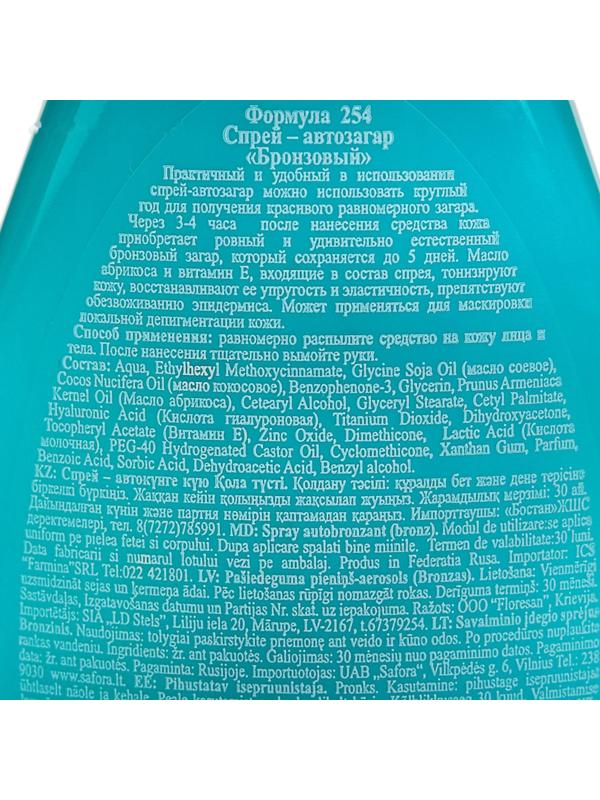 Формула 254
Спрей – автозагар
«Бронзовый»
Практичный и удобный в использовании
спрей-автозагар можно использовать круглый
год для получения красивого равномерного загара.
Через 3-4 часа после нанесения средства кожа
приобретает ровный и удивительно естественный
бронзовый загар, который сохраняется до 5 дней. Масло
абрикоса и витамин Е, входящие в состав спрея, тонизируют
кожу, восстанавливают ее упругость и эластичность, препятствуют
обезвоживанию эпидермиса. Может применяться для маскировки
локальной депигментации кожи.
Способ применения: равномерно распылите средство на кожу лица и
тела. После нанесения тщательно вымойте руки.
Состав: Aqua, Ethylhexyl Methoxycinnamate, Glycine Soja Oil (масло соевое),
Cocos Nucifera Oil (масло кокосовое), Benzophenone-3, Glycerin, Prunus Armeniaca
Kernel Oil (Масло абрикоса), Cetearyl Alcohol, Glyceryl Stearate, Cetyl Palmitate,
Hyaluronic Acid (Кислота гиалуроновая), Titanium Dioxide, Dihydroxyacetone,
Tocopheryl Acetate (Витамин Е), Zinc Oxide, Dimethicone, Lactic Acid (Кислота
молочная), PEG-40 Hydrogenated Castor Oil, Cyclomethicone, Xanthan Gum, Parfum,
Benzoic Acid, Sorbic Acid, Dehydroacetic Acid, Benzyl alcohol.
KZ: Спрей – автокүнге күю Қола түсті. Қолдану тәсілі: құралды бет және дене терісіне
біркелкі бүркіңіз. Жаққан кейін қолыңызды жақсылап жуыңыз. Жарамдылық мерзімі: 30 ай.
Дайындалған күнін және партия нөмірін қаптамадан қараңыз. Импорттаушы: «Бостан»ЖШС
деректемелері, тел. 8(7272)785991. MD: Spray autobronzant (bronz). Modul de utilizare:se aplica
uniform pe pielea fetei si corpului. Dupa aplicare spalati bine miinile. Termen de valabilitate:30 luni.
Data fabricarii si numarul lotului vezi pe ambalaj. Produs in Federatia Rusa. Importator: ICS
"Farmina"SRL Tel:022 421801. LV: Pašiedeguma pieniņš-aerosols (Bronzas). Lietošana: Vienmērīgi
uzsmidzināt sejas un ķermeņa ādai. Pēc lietošanas rūpīgi nomazgāt rokas. Derīguma termiņš: 30 mēneši.
Sastāvdaļas, Izgatavošanas datumu un Partijas Nr. skat. uz iepakojuma. Ražots: OOO "Floresan", Krievija.
Importētājs: SIA „LD Stels", Liliju iela 20, Mārupe, LV-2167, t.67379254. LT: Savaiminio įdegio sprėjus
Bronzinis. Naudojimas: tolygiai paskirstykite priemonę ant veido ir kūno odos. Po procedūros nuplaukite
rankas vandeniu. Ingridients: žr. ant pakuotės. Galiojimas: 30 mėnesių nuo pagaminimo datos. Pagaminimo
data: žr. ant pakuotės. Pagaminta: Rusijoje. Importuotojas: UAB „Safora", Vilkpėdės g. 6, Vilnius Tel.: 238
9030 www.safora.lt. EE: Pihustatav isepruunistaja. Pronks. Kasutamine: pihustage isepruunistaja
ühtlaselt näole ja kehale.